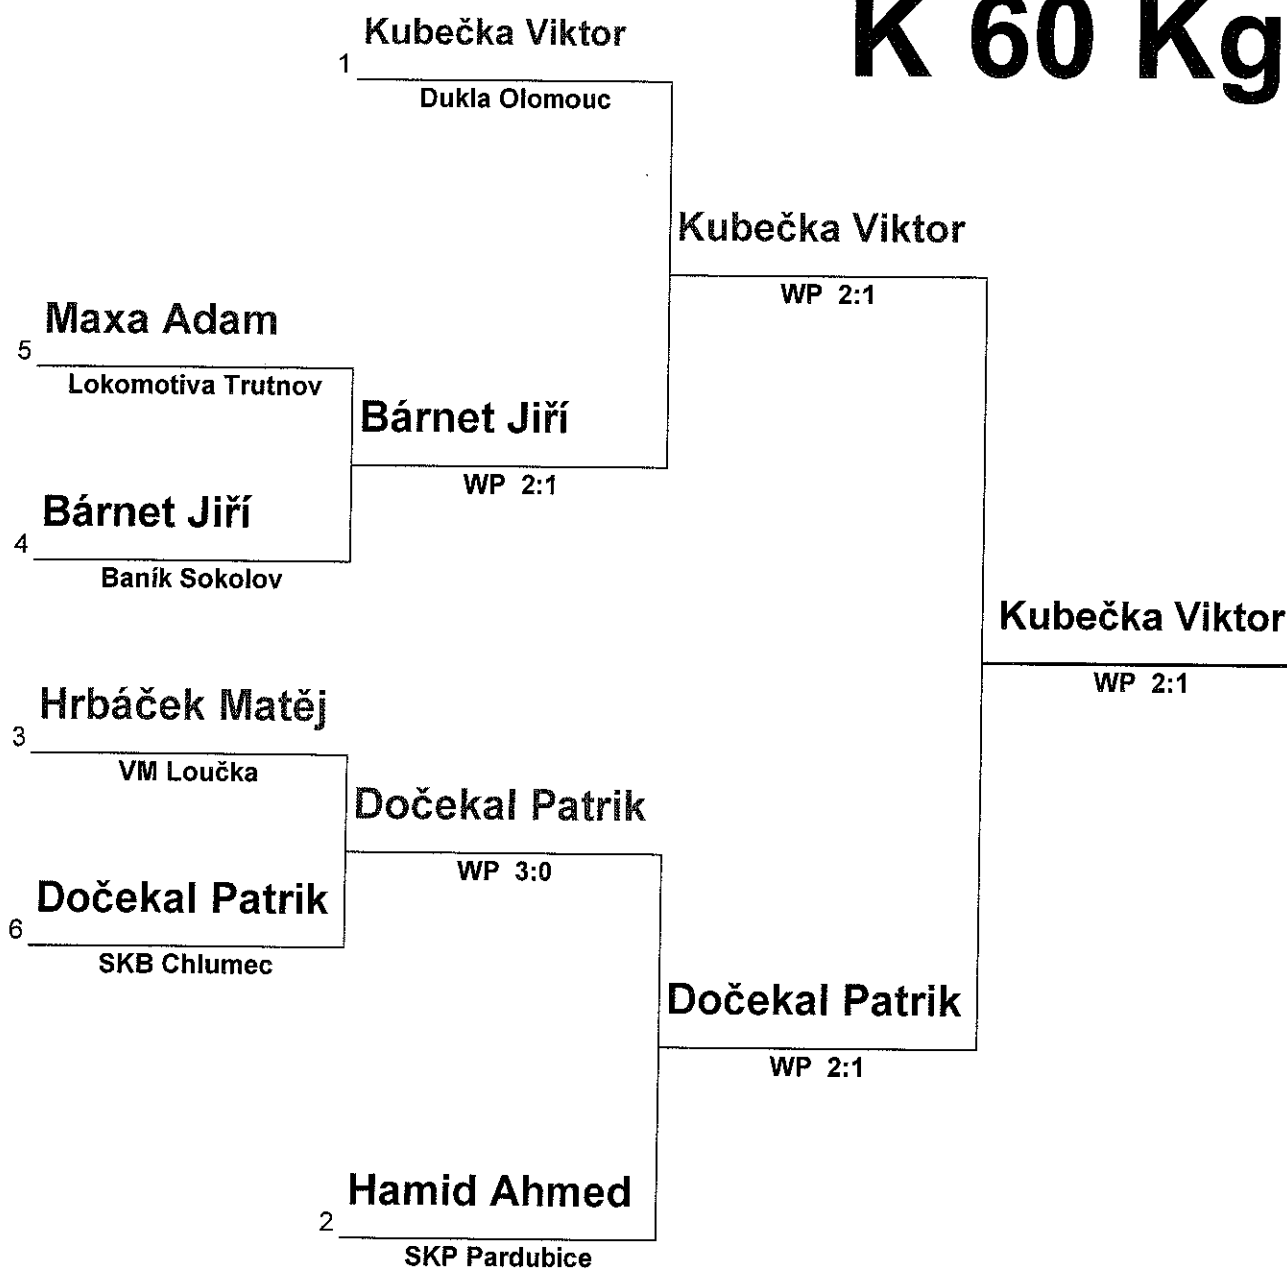 K 60 Kg
Kubečka Viktor
1
Dukla Olomouc
Kubečka Viktor
WP 2:1
Maxa Adam
5
Lokomotiva Trutnov
Bárnet Jiří
WP 2:1
Bárnet Jiří
4
Baník Sokolov
Kubečka Viktor
WP 2:1
Hrbáček Matěj
3
VM Loučka
Dočekal Patrik
WP 3:0
Dočekal Patrik
6
SKB Chlumec
Dočekal Patrik
WP 2:1
Hamid Ahmed
2
SKP Pardubice